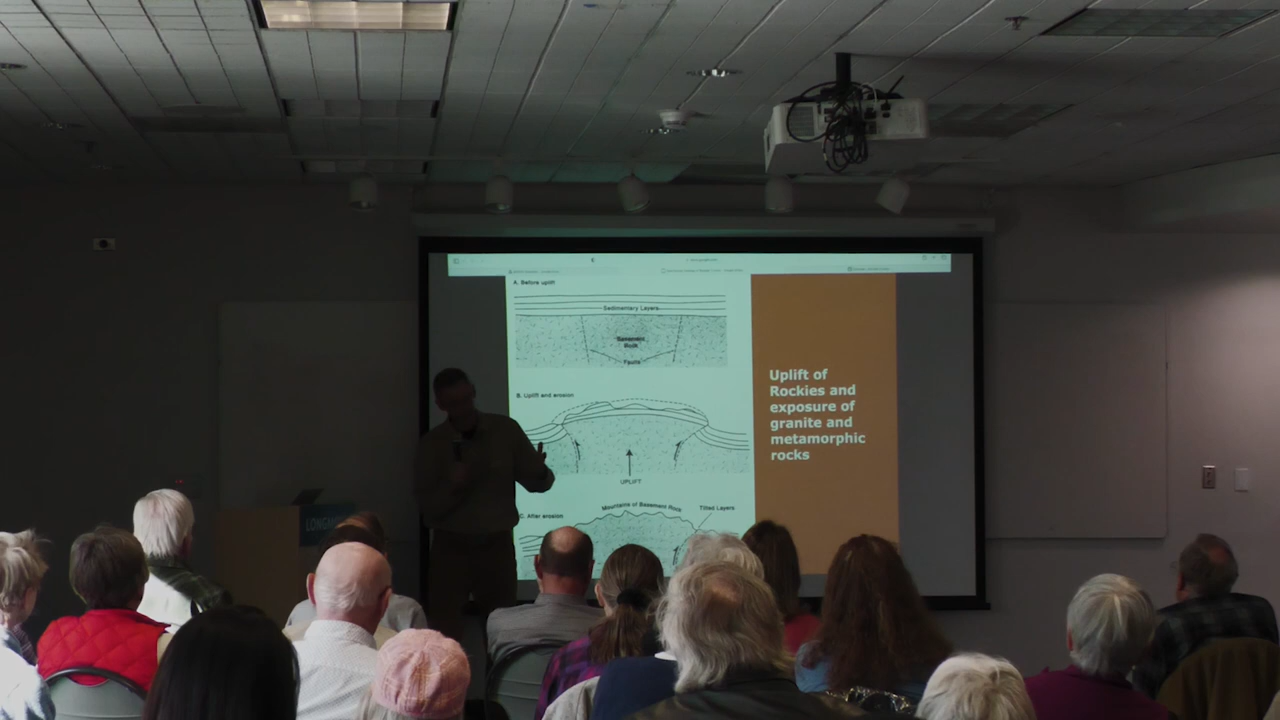 A. Before uplift
Sedimentary Layers
Basement
Rock
Faults
B. Uplift and erosion
UPLIFT
C. After erosion
Mountains of Basement Rock
Tilted Layers
Uplift of
Rockies and
exposure of
granite and
metamorphic
rocks